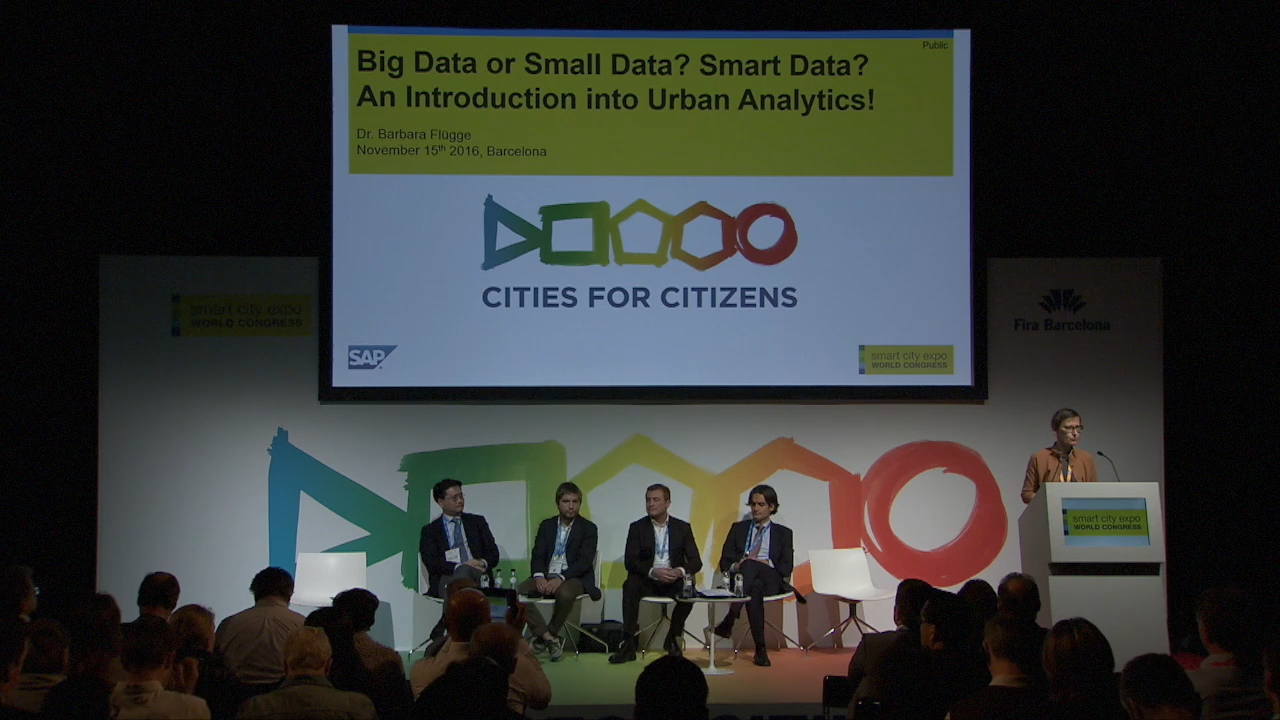 Public
Big Data or Small Data? Smart Data?
An Introduction into Urban Analytics!
Dr. Barbara Flügge
November 15th 2016, Barcelona
CITIES FOR CITIZENS
SAP
smart city expo
WORLD CONGRESS
smart city expo
WORLD CONGRESS
Fira Barcelona
smart city expo
WORLD CONGRESS